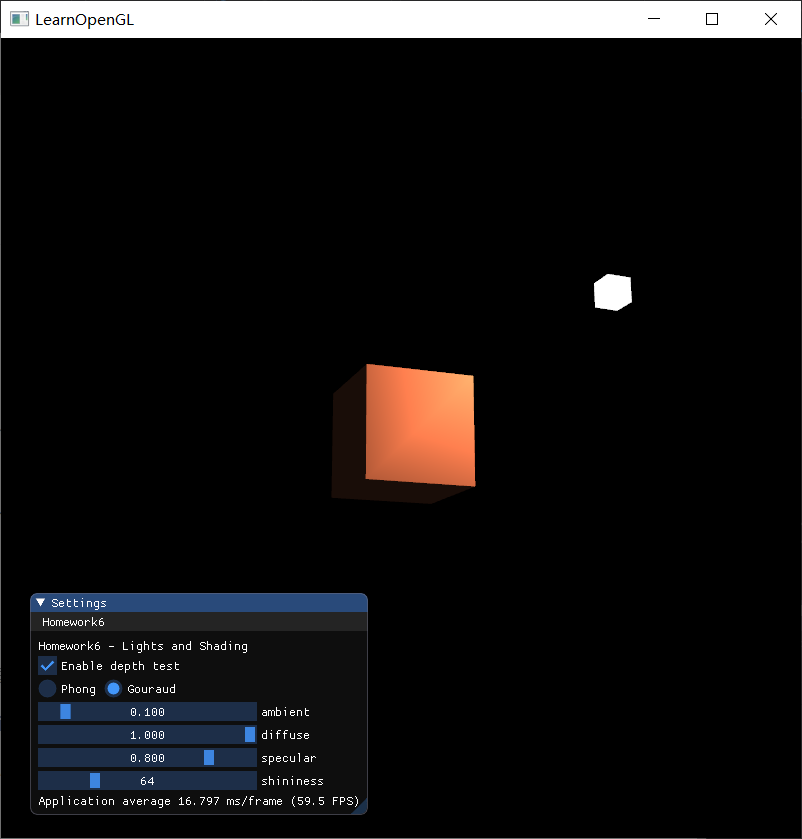 LearnOpenGL
Settings
Homework6
Homework6 - Lights and Shading
Enable depth test
Phong Gouraud
0.100 ambient
1.000 diffuse
0.800 specular
64 shininess
Application average 16.797 ms/frame (59.5 FPS)